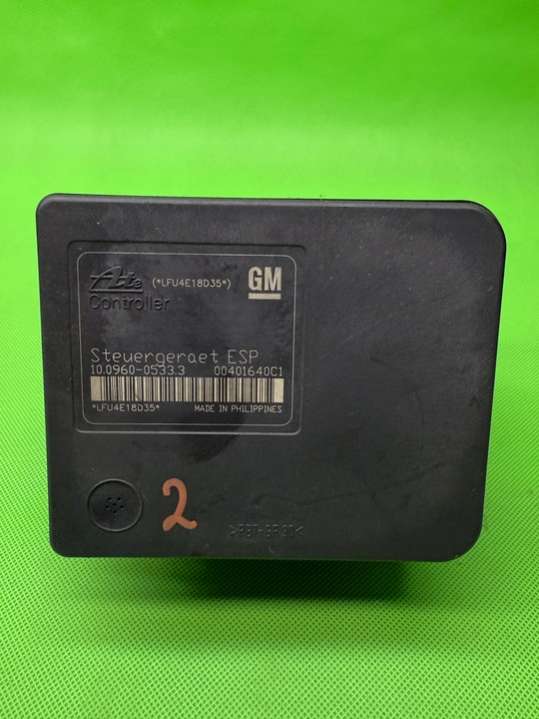 Ate (*LFU4E18D35*) GM
Controller
Steuergeraet ESP
10.0960-0533.3 00401640C1
*LFU4E18D35* MADE IN PHILIPPINES
2